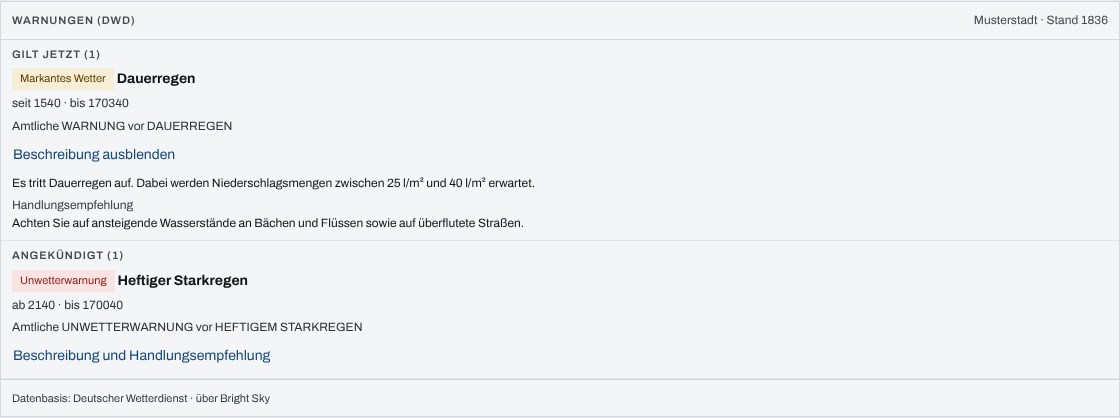 WARNUNGEN (DWD) Musterstadt · Stand 1836
GILT JETZT (1)
Markantes Wetter Dauerregen
seit 1540 · bis 170340
Amtliche WARNUNG vor DAUERREGEN
Beschreibung ausblenden
Es tritt Dauerregen auf. Dabei werden Niederschlagsmengen zwischen 25 l/m² und 40 l/m² erwartet.
Handlungsempfehlung
Achten Sie auf ansteigende Wasserstände an Bächen und Flüssen sowie auf überflutete Straßen.
ANGEKÜNDIGT (1)
Unwetterwarnung Heftiger Starkregen
ab 2140 · bis 170040
Amtliche UNWETTERWARNUNG vor HEFTIGEM STARKREGEN
Beschreibung und Handlungsempfehlung
Datenbasis: Deutscher Wetterdienst · über Bright Sky